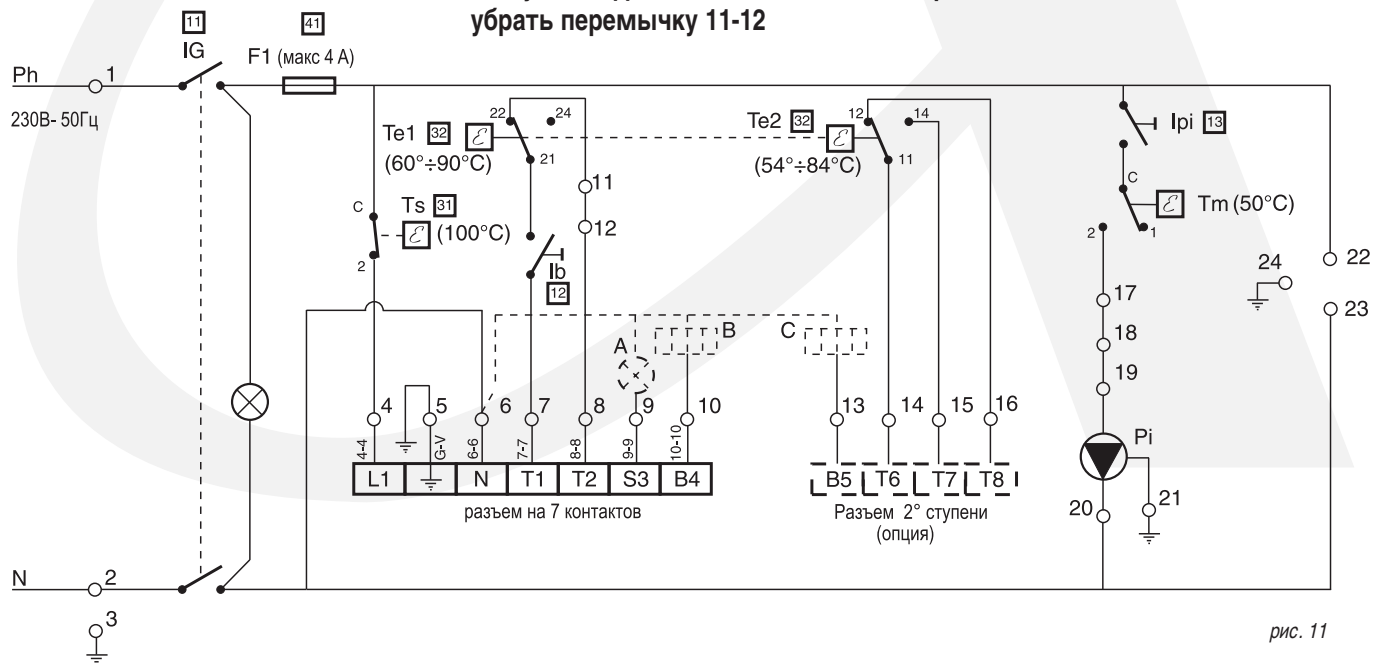 убрать перемычку 11-12
11
41
IG
F1 (макс 4 А)
Ph
1
230В- 50Гц
22
24
Te1 32
(60°÷90°C)
21
11
12
C
Ts 31
(100°C)
2
Ib
12
Te2 32
(54°÷84°C)
12
14
11
Ipi 13
C
Tm (50°C)
2
1
24
22
23
17
18
19
A
B
C
4
5
6
7
8
9
10
13
14
15
16
4-4
G-V
6-6
7-7
8-8
9-9
10-10
L1
N
T1
T2
S3
B4
B5
T6
T7
T8
разъем на 7 контактов
Разъем 2° ступени
(опция)
Pi
20
21
N
2
3
рис. 11